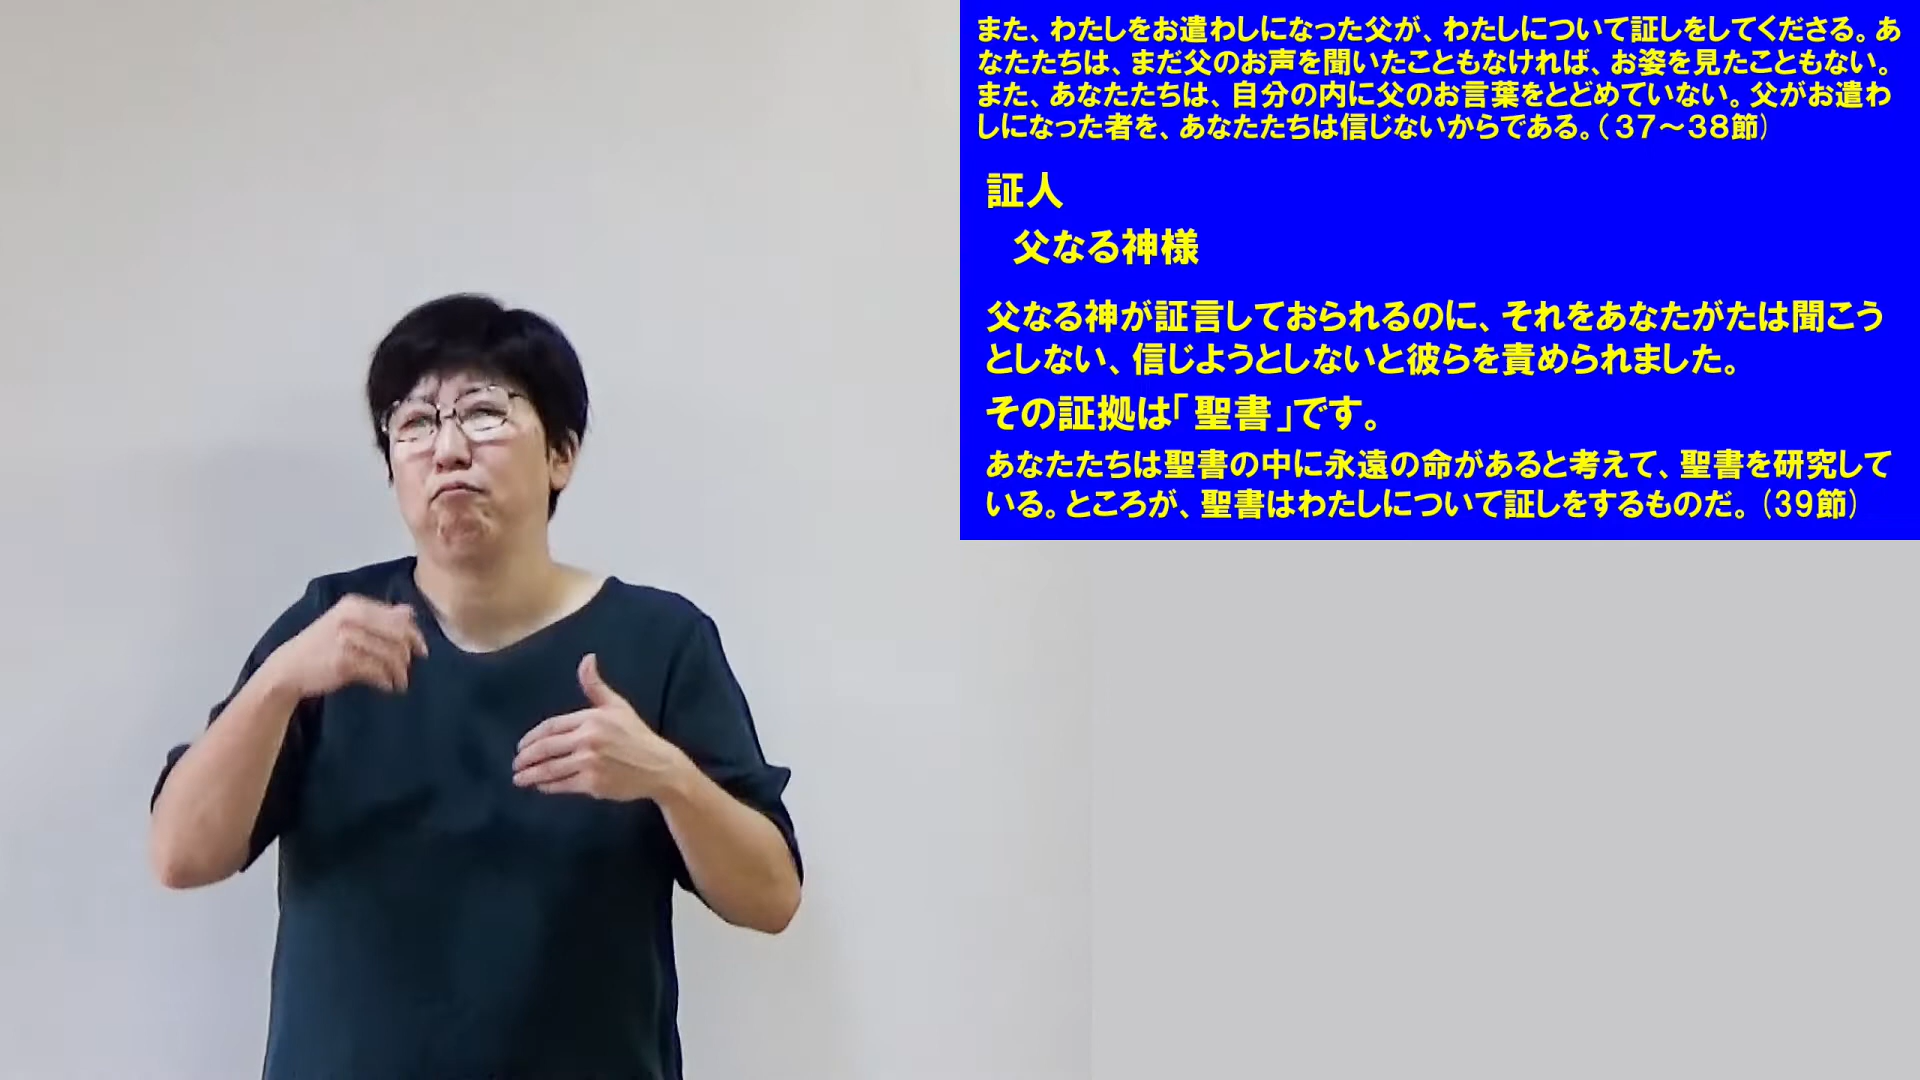 また、わたしをお遣わしになった父が、わたしについて証しをしてくださる。あ
なたたちは、まだ父のお声を聞いたこともなければ、お姿を見たこともない。
また、あなたたちは、自分の内に父のお言葉をとどめていない。父がお遣わ
しになった者を、あなたたちは信じないからである。（３７～３８節）
証人
父なる神様
父なる神が証言しておられるのに、それをあなたがたは聞こう
としない、信じようとしないと彼らを責められました。
その証拠は「聖書」です。
あなたたちは聖書の中に永遠の命があると考えて、聖書を研究して
いる。ところが、聖書はわたしについて証しをするものだ。（39節）